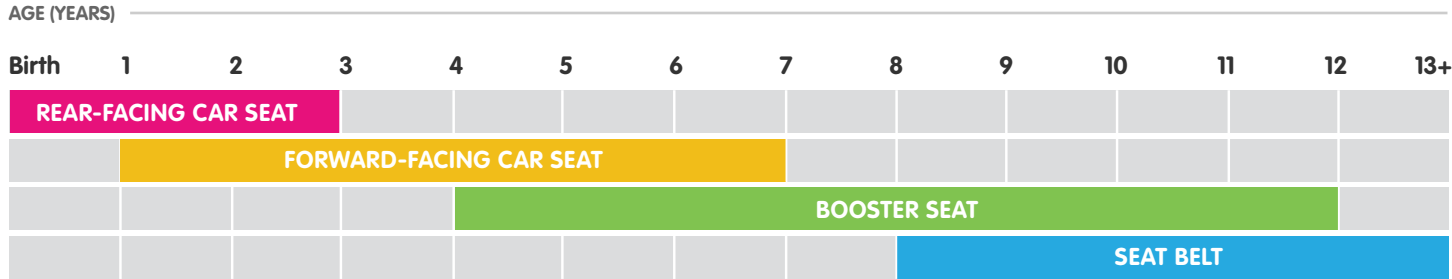 AGE (YEARS)
Birth 1 2 3 4 5 6 7 8 9 10 11 12 13+
REAR-FACING CAR SEAT
FORWARD-FACING CAR SEAT
BOOSTER SEAT
SEAT BELT